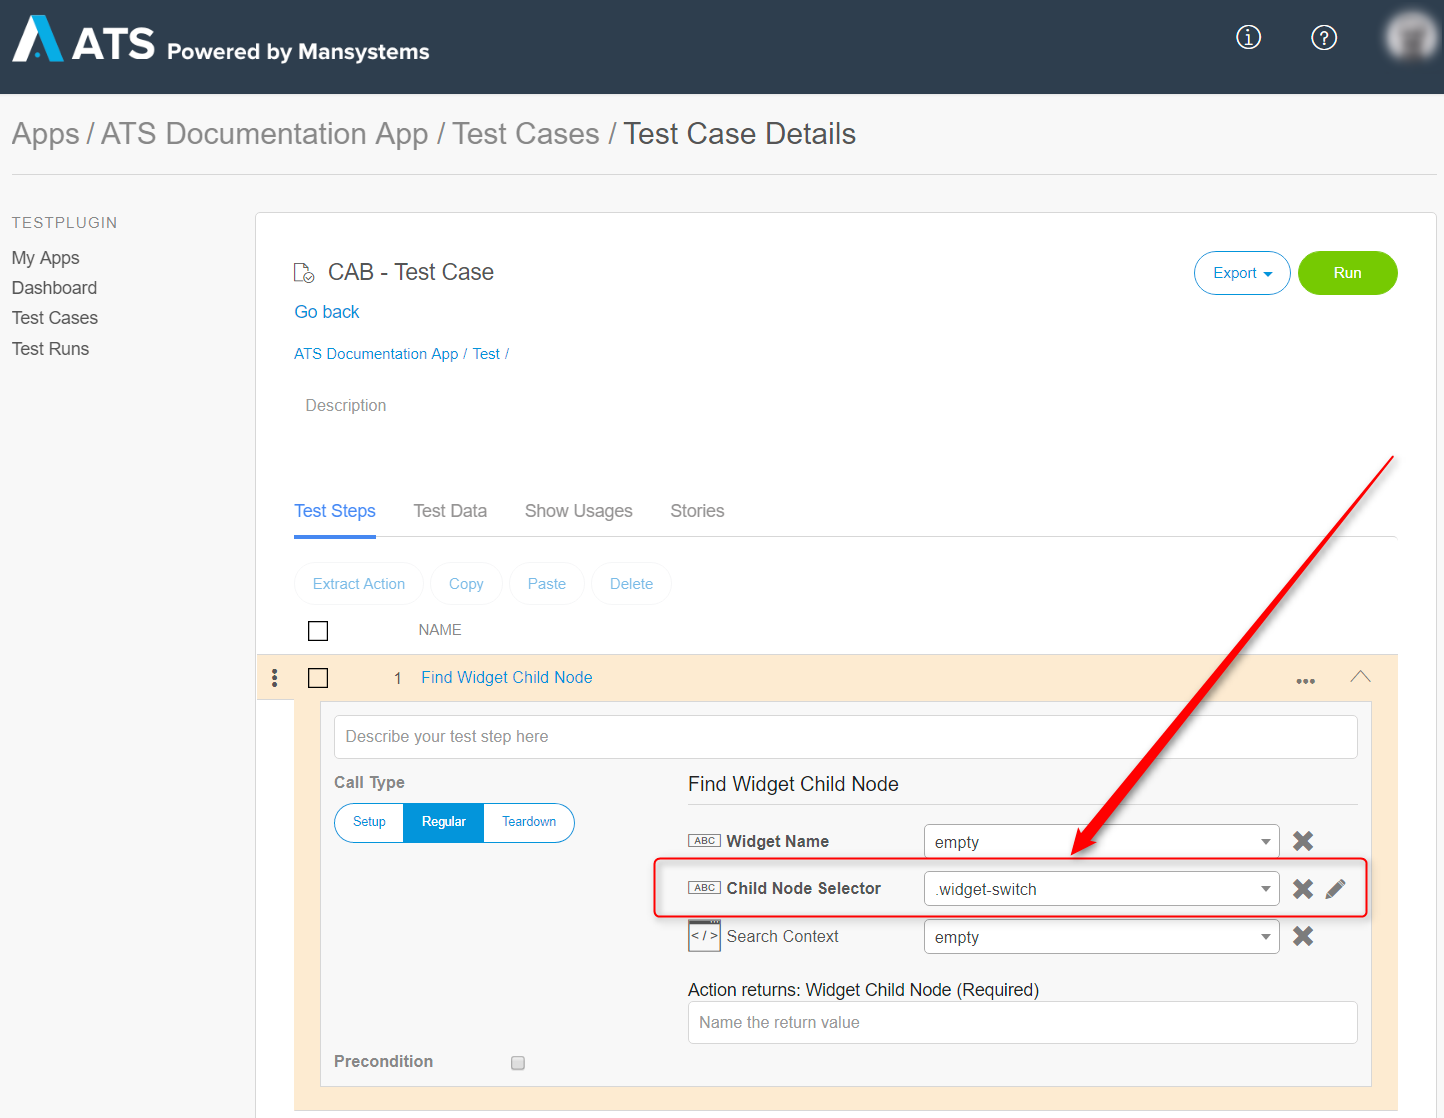 ATS Powered by Mansystems
Apps / ATS Documentation App / Test Cases / Test Case Details
TESTPLUGIN
My Apps
Dashboard
Test Cases
Test Runs
CAB - Test Case
Export
Run
Go back
ATS Documentation App / Test /
Description
Test Steps
Test Data
Show Usages
Stories
Extract Action
Copy
Paste
Delete
NAME
1 Find Widget Child Node
Describe your test step here
Call Type
Setup
Regular
Teardown
Find Widget Child Node
ABC Widget Name
empty
ABC Child Node Selector
.widget-switch
</> Search Context
empty
Action returns: Widget Child Node (Required)
Name the return value
Precondition